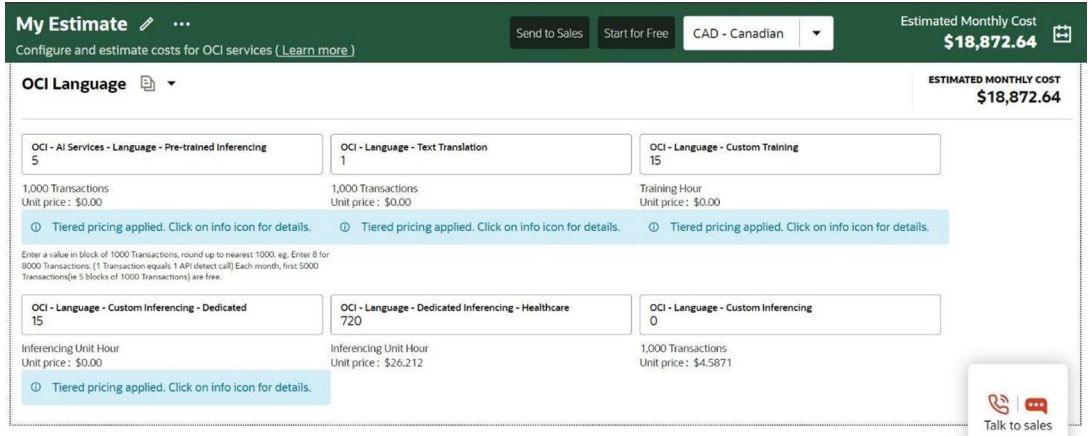 My Estimate ...
Configure and estimate costs for OCI services ( Learn more )
Send to Sales
Start for Free
CAD - Canadian
Estimated Monthly Cost
$18,872.64
OCI Language
ESTIMATED MONTHLY COST
$18,872.64
OCI - AI Services - Language - Pre-trained Inferencing
5
1,000 Transactions
Unit price : $0.00
Tiered pricing applied. Click on info icon for details.
Enter a value in block of 1000 Transactions, round up to nearest 1000. eg. Enter 8 for
8000 Transactions. (1 Transaction equals 1 API detect call) Each month, first 5000
Transactions(ie 5 blocks of 1000 Transactions) are free.
OCI - Language - Text Translation
1
1,000 Transactions
Unit price : $0.00
Tiered pricing applied. Click on info icon for details.
OCI - Language - Custom Training
15
Training Hour
Unit price : $0.00
Tiered pricing applied. Click on info icon for details.
OCI - Language - Custom Inferencing - Dedicated
15
Inferencing Unit Hour
Unit price : $0.00
Tiered pricing applied. Click on info icon for details.
OCI - Language - Dedicated Inferencing - Healthcare
720
Inferencing Unit Hour
Unit price : $26.212
OCI - Language - Custom Inferencing
0
1,000 Transactions
Unit price : $4.5871
Talk to sales